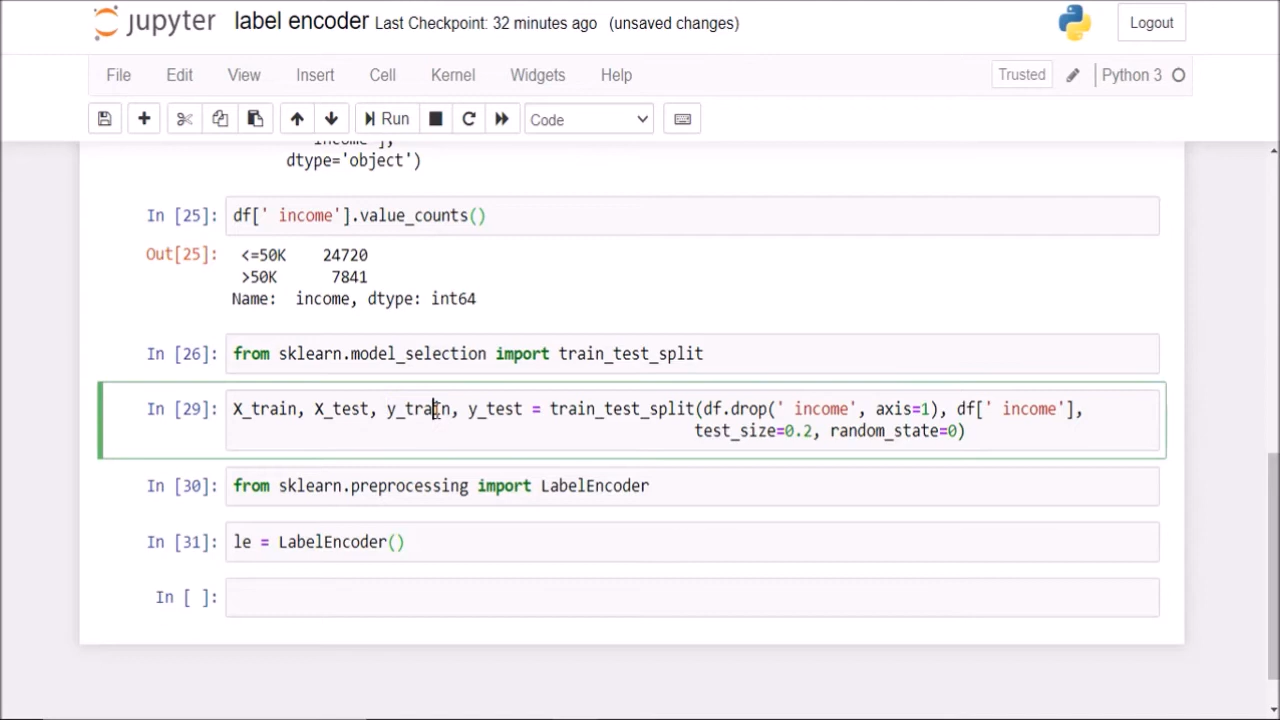 jupyter label encoder Last Checkpoint: 32 minutes ago (unsaved changes) Logout
File Edit View Insert Cell Kernel Widgets Help Trusted Python 3
Run Code
income'],
dtype='object')
In [25]: df[' income'].value_counts()
Out[25]: <=50K 24720
>50K 7841
Name: income, dtype: int64
In [26]: from sklearn.model_selection import train_test_split
In [29]: X_train, X_test, y_train, y_test = train_test_split(df.drop(' income', axis=1), df[' income'],
test_size=0.2, random_state=0)
In [30]: from sklearn.preprocessing import LabelEncoder
In [31]: le = LabelEncoder()
In [ ]: